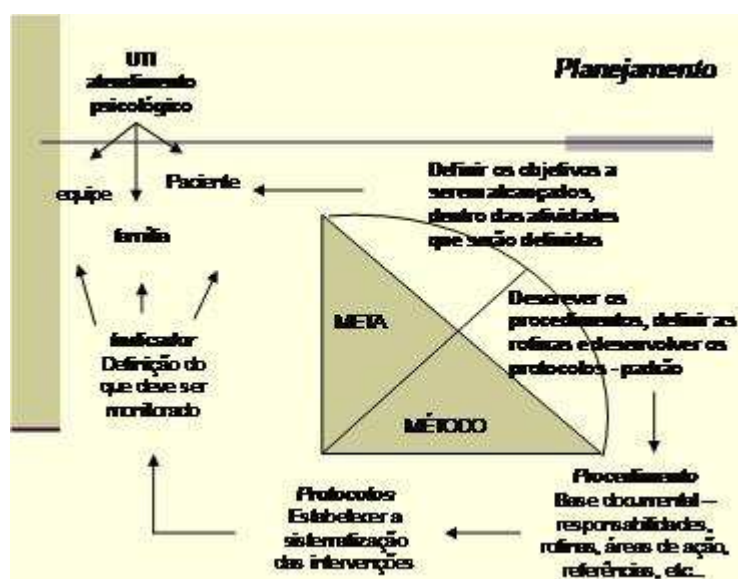 UTI
atendimento
psicológico
Planejamento
equipe
Paciente
família
Definir os objetivos a
serem alcançados,
dentro das atividades
que serão definidas
META
Descrever os
procedimentos, definir as
rotinas e desenvolver os
protocolos - padrão
MÉTODO
Indicador
Definição do
que deve ser
monitorado
Procedimento
Base documental –
responsabilidades,
rotinas, áreas de ação,
referências, etc...
Protocolos
Estabelecer a
sistematização
das intervenções